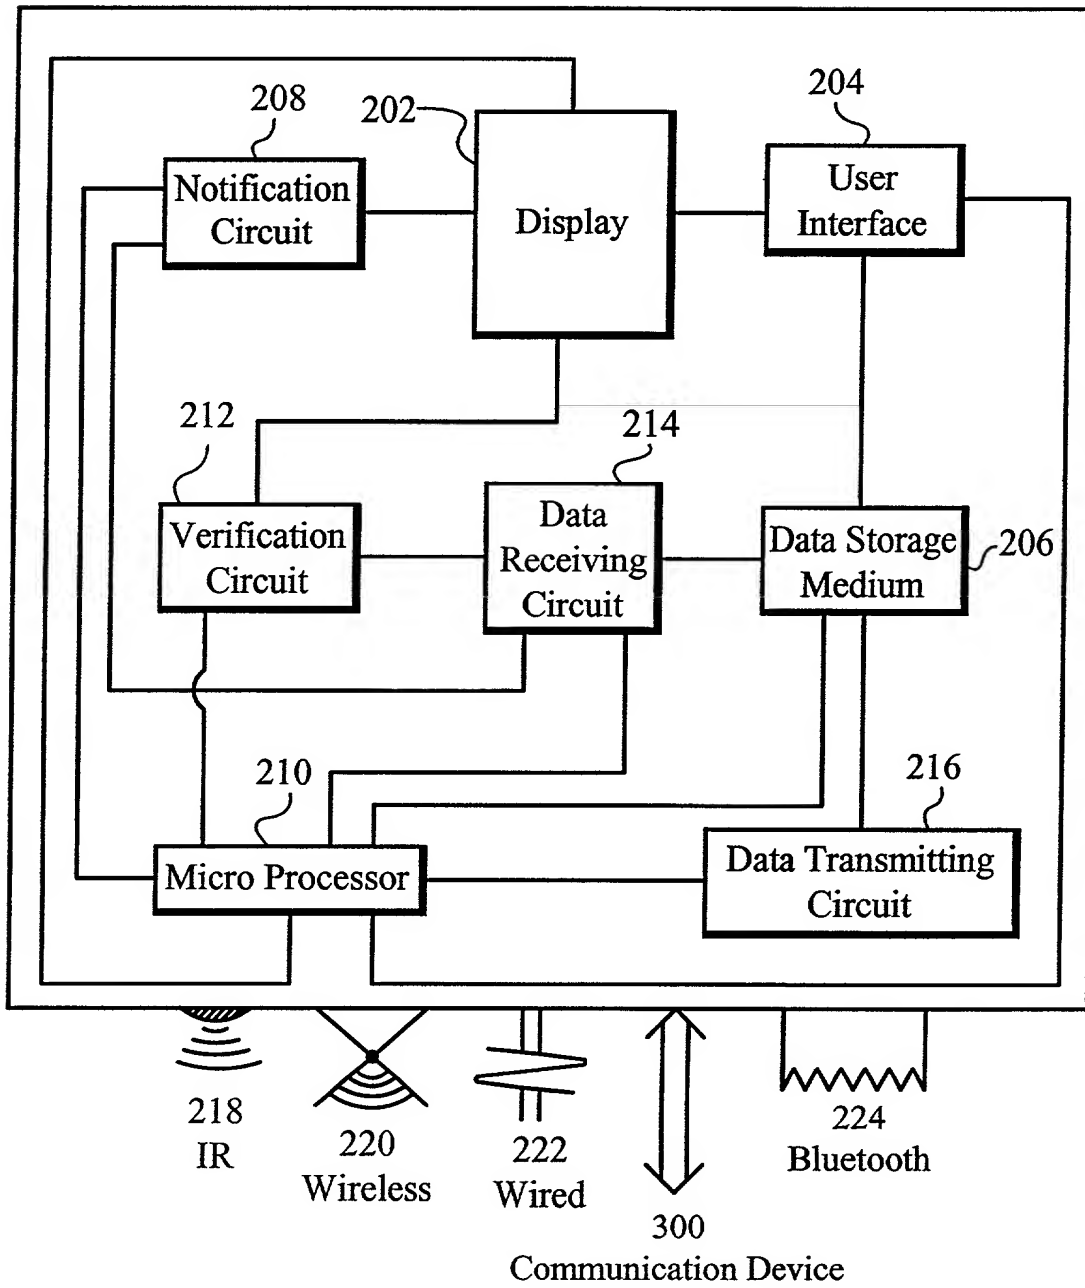 208
202
204
Notification
Circuit
Display
User
Interface
212
214
Verification
Circuit
Data
Receiving
Circuit
Data Storage
Medium
206
210
216
Micro Processor
Data Transmitting
Circuit
218
IR
220
Wireless
222
Wired
300
Communication Device
224
Bluetooth